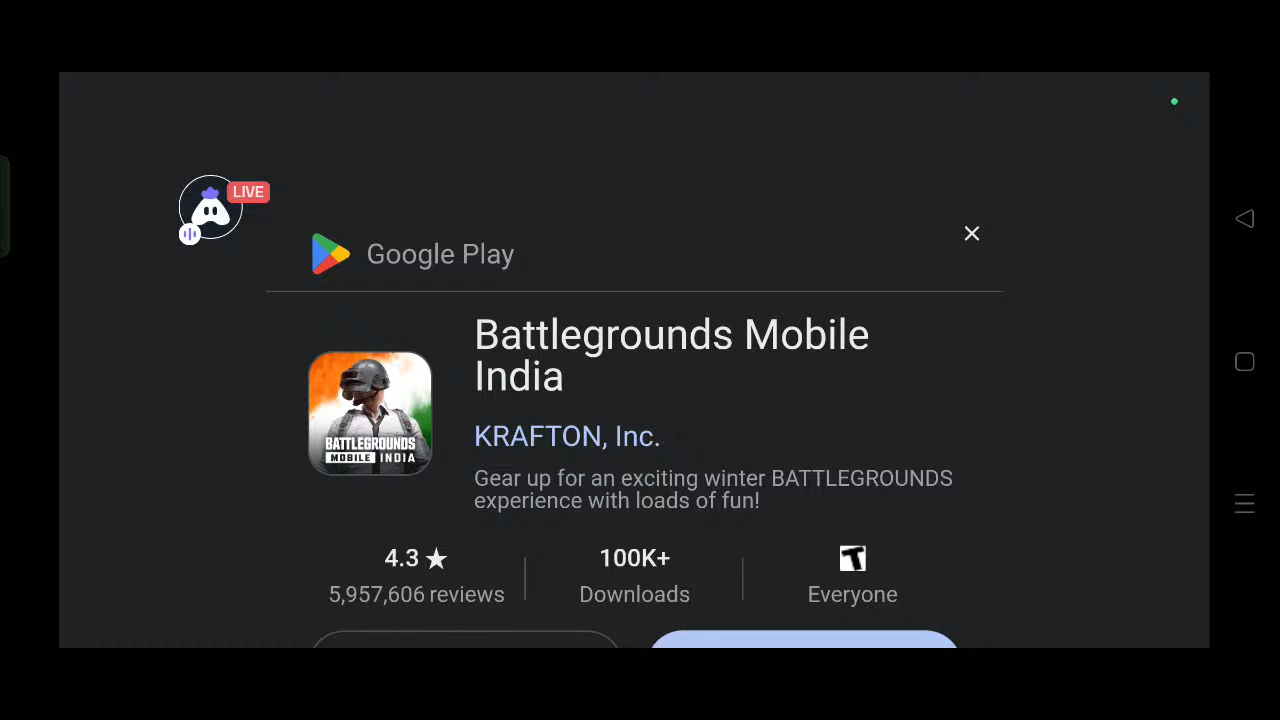 LIVE
Google Play
Battlegrounds Mobile
India
KRAFTON, Inc.
Gear up for an exciting winter BATTLEGROUNDS
experience with loads of fun!
BATTLEGROUNDS
MOBILE INDIA
4.3 ★
100K+
T
5,957,606 reviews
Downloads
Everyone